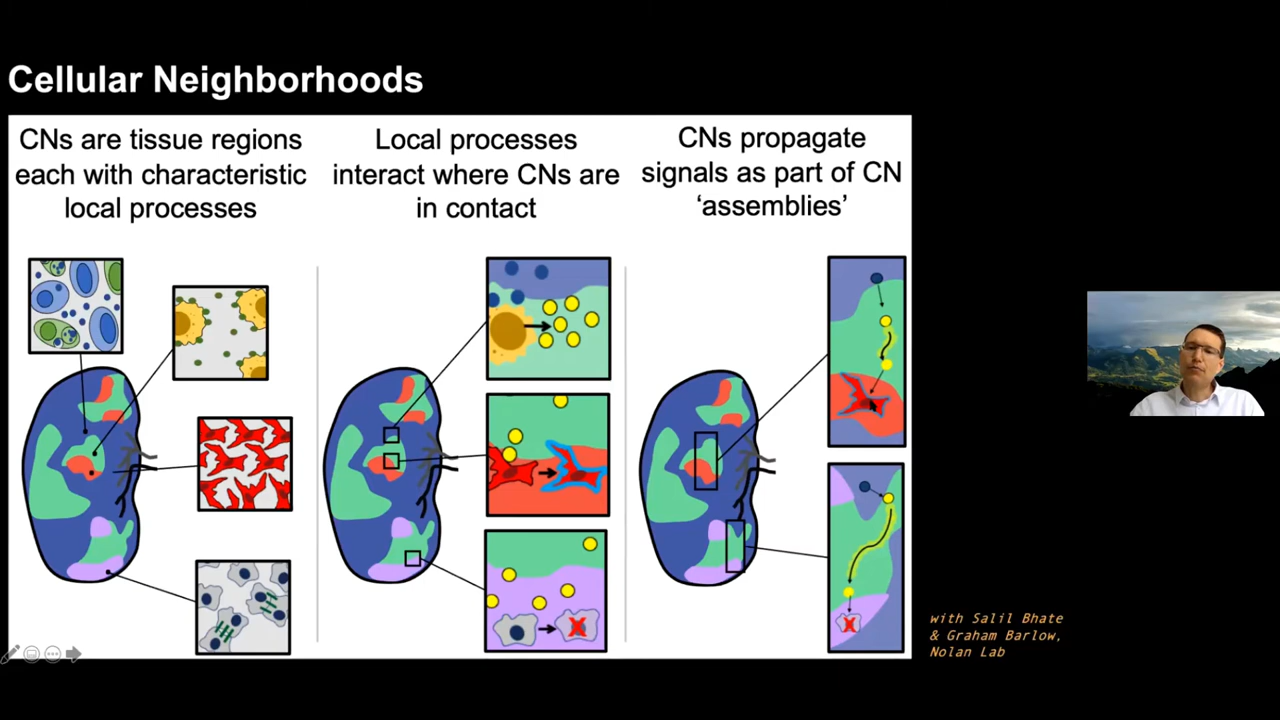 Cellular Neighborhoods
CNs are tissue regions
each with characteristic
local processes
Local processes
interact where CNs are
in contact
CNs propagate
signals as part of CN
‘assemblies’
with Salil Bhate
& Graham Barlow,
Nolan Lab